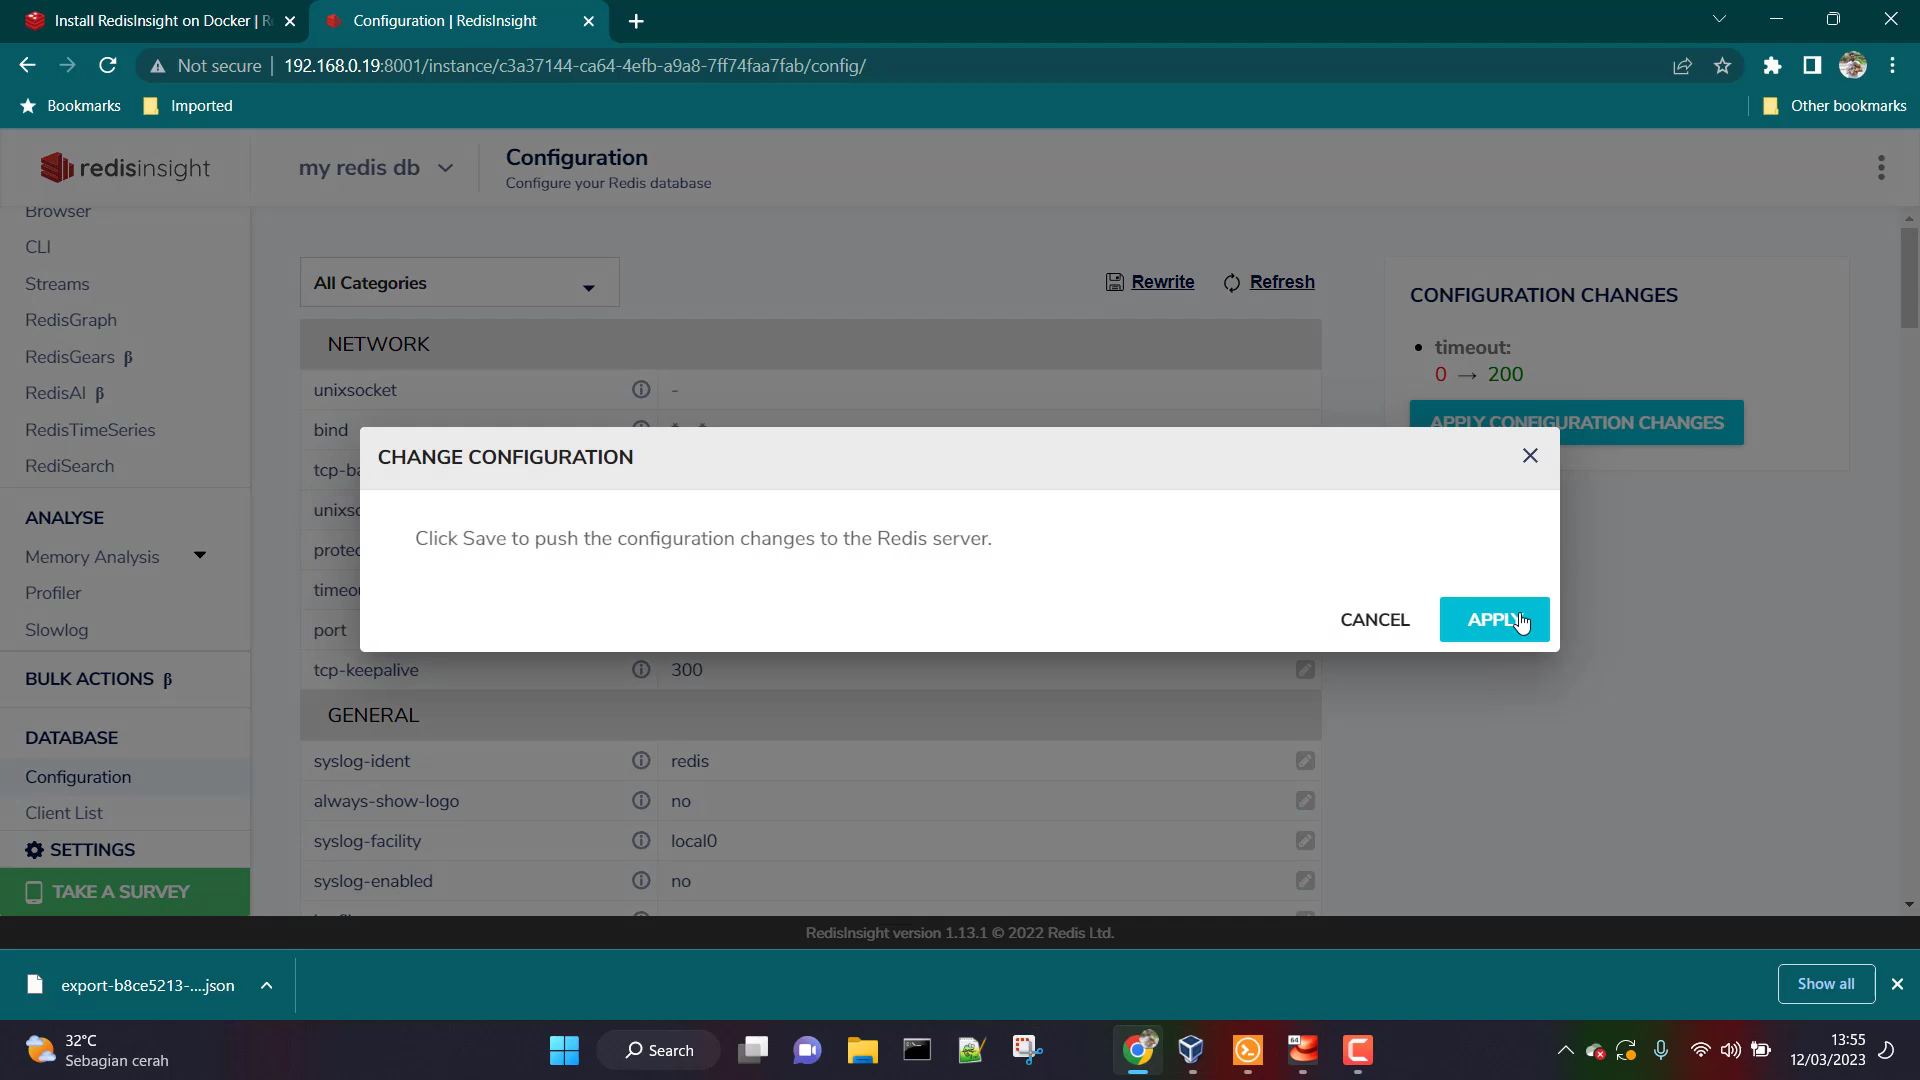 Install RedisInsight on Docker | R
Configuration | RedisInsight
Not secure
192.168.0.19:8001/instance/c3a37144-ca64-4efb-a9a8-7ff74faa7fab/config/
Bookmarks
Imported
Other bookmarks
redisinsight
my redis db
Configuration
Configure your Redis database
Browser
CLI
Streams
RedisGraph
RedisGears β
RedisAI β
RedisTimeSeries
RediSearch
ANALYSE
Memory Analysis
Profiler
Slowlog
BULK ACTIONS β
DATABASE
Configuration
Client List
SETTINGS
TAKE A SURVEY
All Categories
Rewrite
Refresh
NETWORK
unixsocket
-
bind
tcp-ba
unixso
protec
timeou
port
tcp-keepalive
300
GENERAL
syslog-ident
redis
always-show-logo
no
syslog-facility
local0
syslog-enabled
no
CONFIGURATION CHANGES
timeout:
0 → 200
APPLY CONFIGURATION CHANGES
CHANGE CONFIGURATION
Click Save to push the configuration changes to the Redis server.
CANCEL
APPLY
RedisInsight version 1.13.1 © 2022 Redis Ltd.
export-b8ce5213-....json
Show all
32°C
Sebagian cerah
Search
64
13:55
12/03/2023